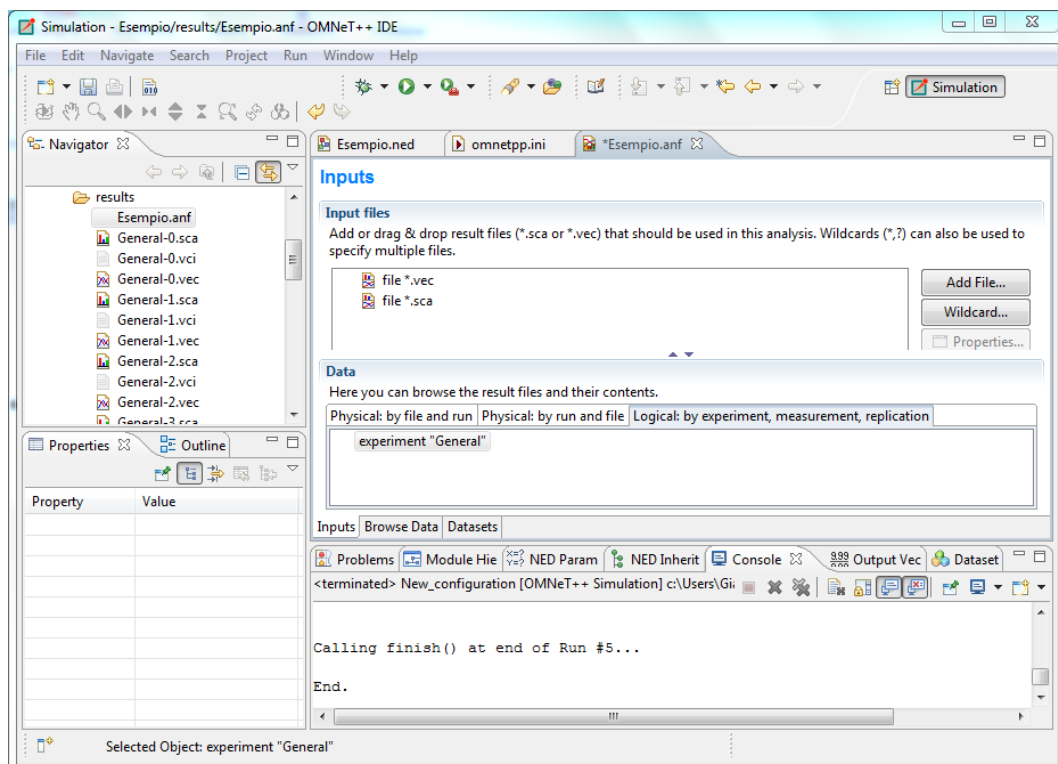 Simulation - Esempio/results/Esempio.anf - OMNeT++ IDE
File Edit Navigate Search Project Run Window Help
Simulation
Navigator
results
Esempio.anf
General-0.sca
General-0.vci
General-0.vec
General-1.sca
General-1.vci
General-1.vec
General-2.sca
General-2.vci
General-2.vec
General-3.sca
Properties Outline
Property Value
Esempio.ned omnetpp.ini *Esempio.anf
Inputs
Input files
Add or drag & drop result files (*.sca or *.vec) that should be used in this analysis. Wildcards (*,?) can also be used to
specify multiple files.
file *.vec
file *.sca
Add File...
Wildcard...
Properties...
Data
Here you can browse the result files and their contents.
Physical: by file and run Physical: by run and file Logical: by experiment, measurement, replication
experiment "General"
Inputs Browse Data Datasets
Problems Module Hie NED Param NED Inherit Console Output Vec Dataset
<terminated> New_configuration [OMNeT++ Simulation] c:\Users\Gi
Calling finish() at end of Run #5...
End.
Selected Object: experiment "General"